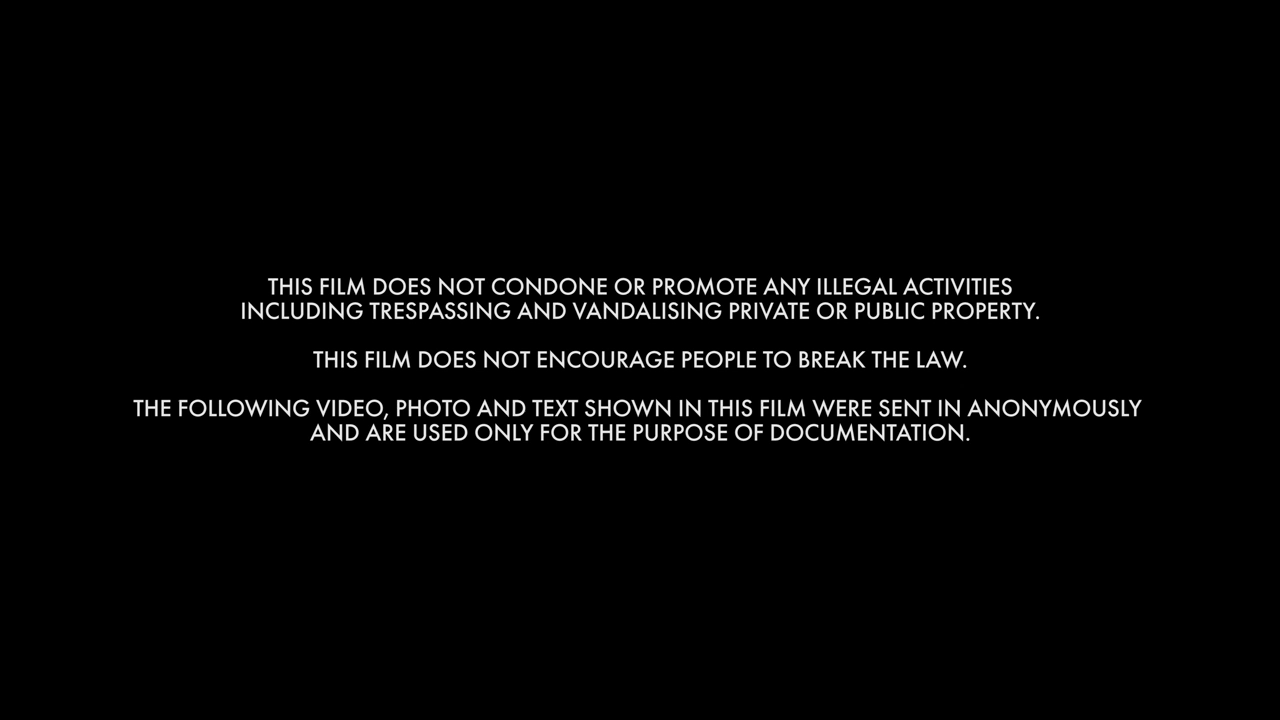 THIS FILM DOES NOT CONDONE OR PROMOTE ANY ILLEGAL ACTIVITIES
INCLUDING TRESPASSING AND VANDALISING PRIVATE OR PUBLIC PROPERTY.
THIS FILM DOES NOT ENCOURAGE PEOPLE TO BREAK THE LAW.
THE FOLLOWING VIDEO, PHOTO AND TEXT SHOWN IN THIS FILM WERE SENT IN ANONYMOUSLY
AND ARE USED ONLY FOR THE PURPOSE OF DOCUMENTATION.